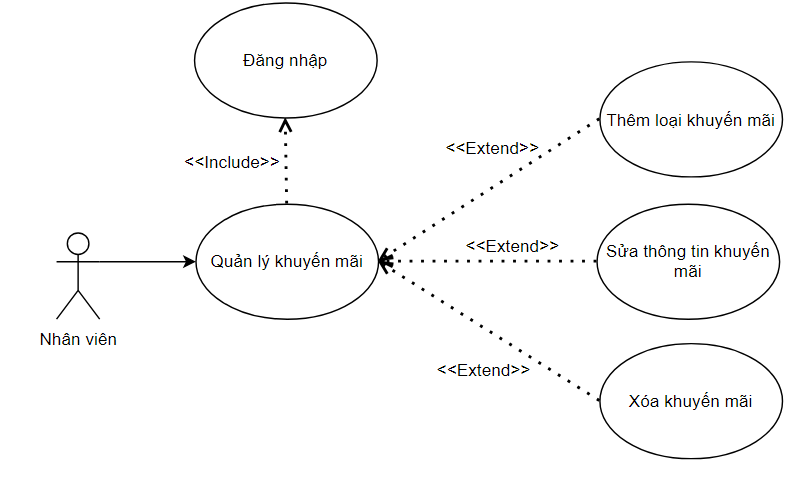 Đăng nhập
Thêm loại khuyến mãi
<<Extend>>
<<Include>>
<<Extend>>
Sửa thông tin khuyến
mãi
Quản lý khuyến mãi
Nhân viên
<<Extend>>
Xóa khuyến mãi